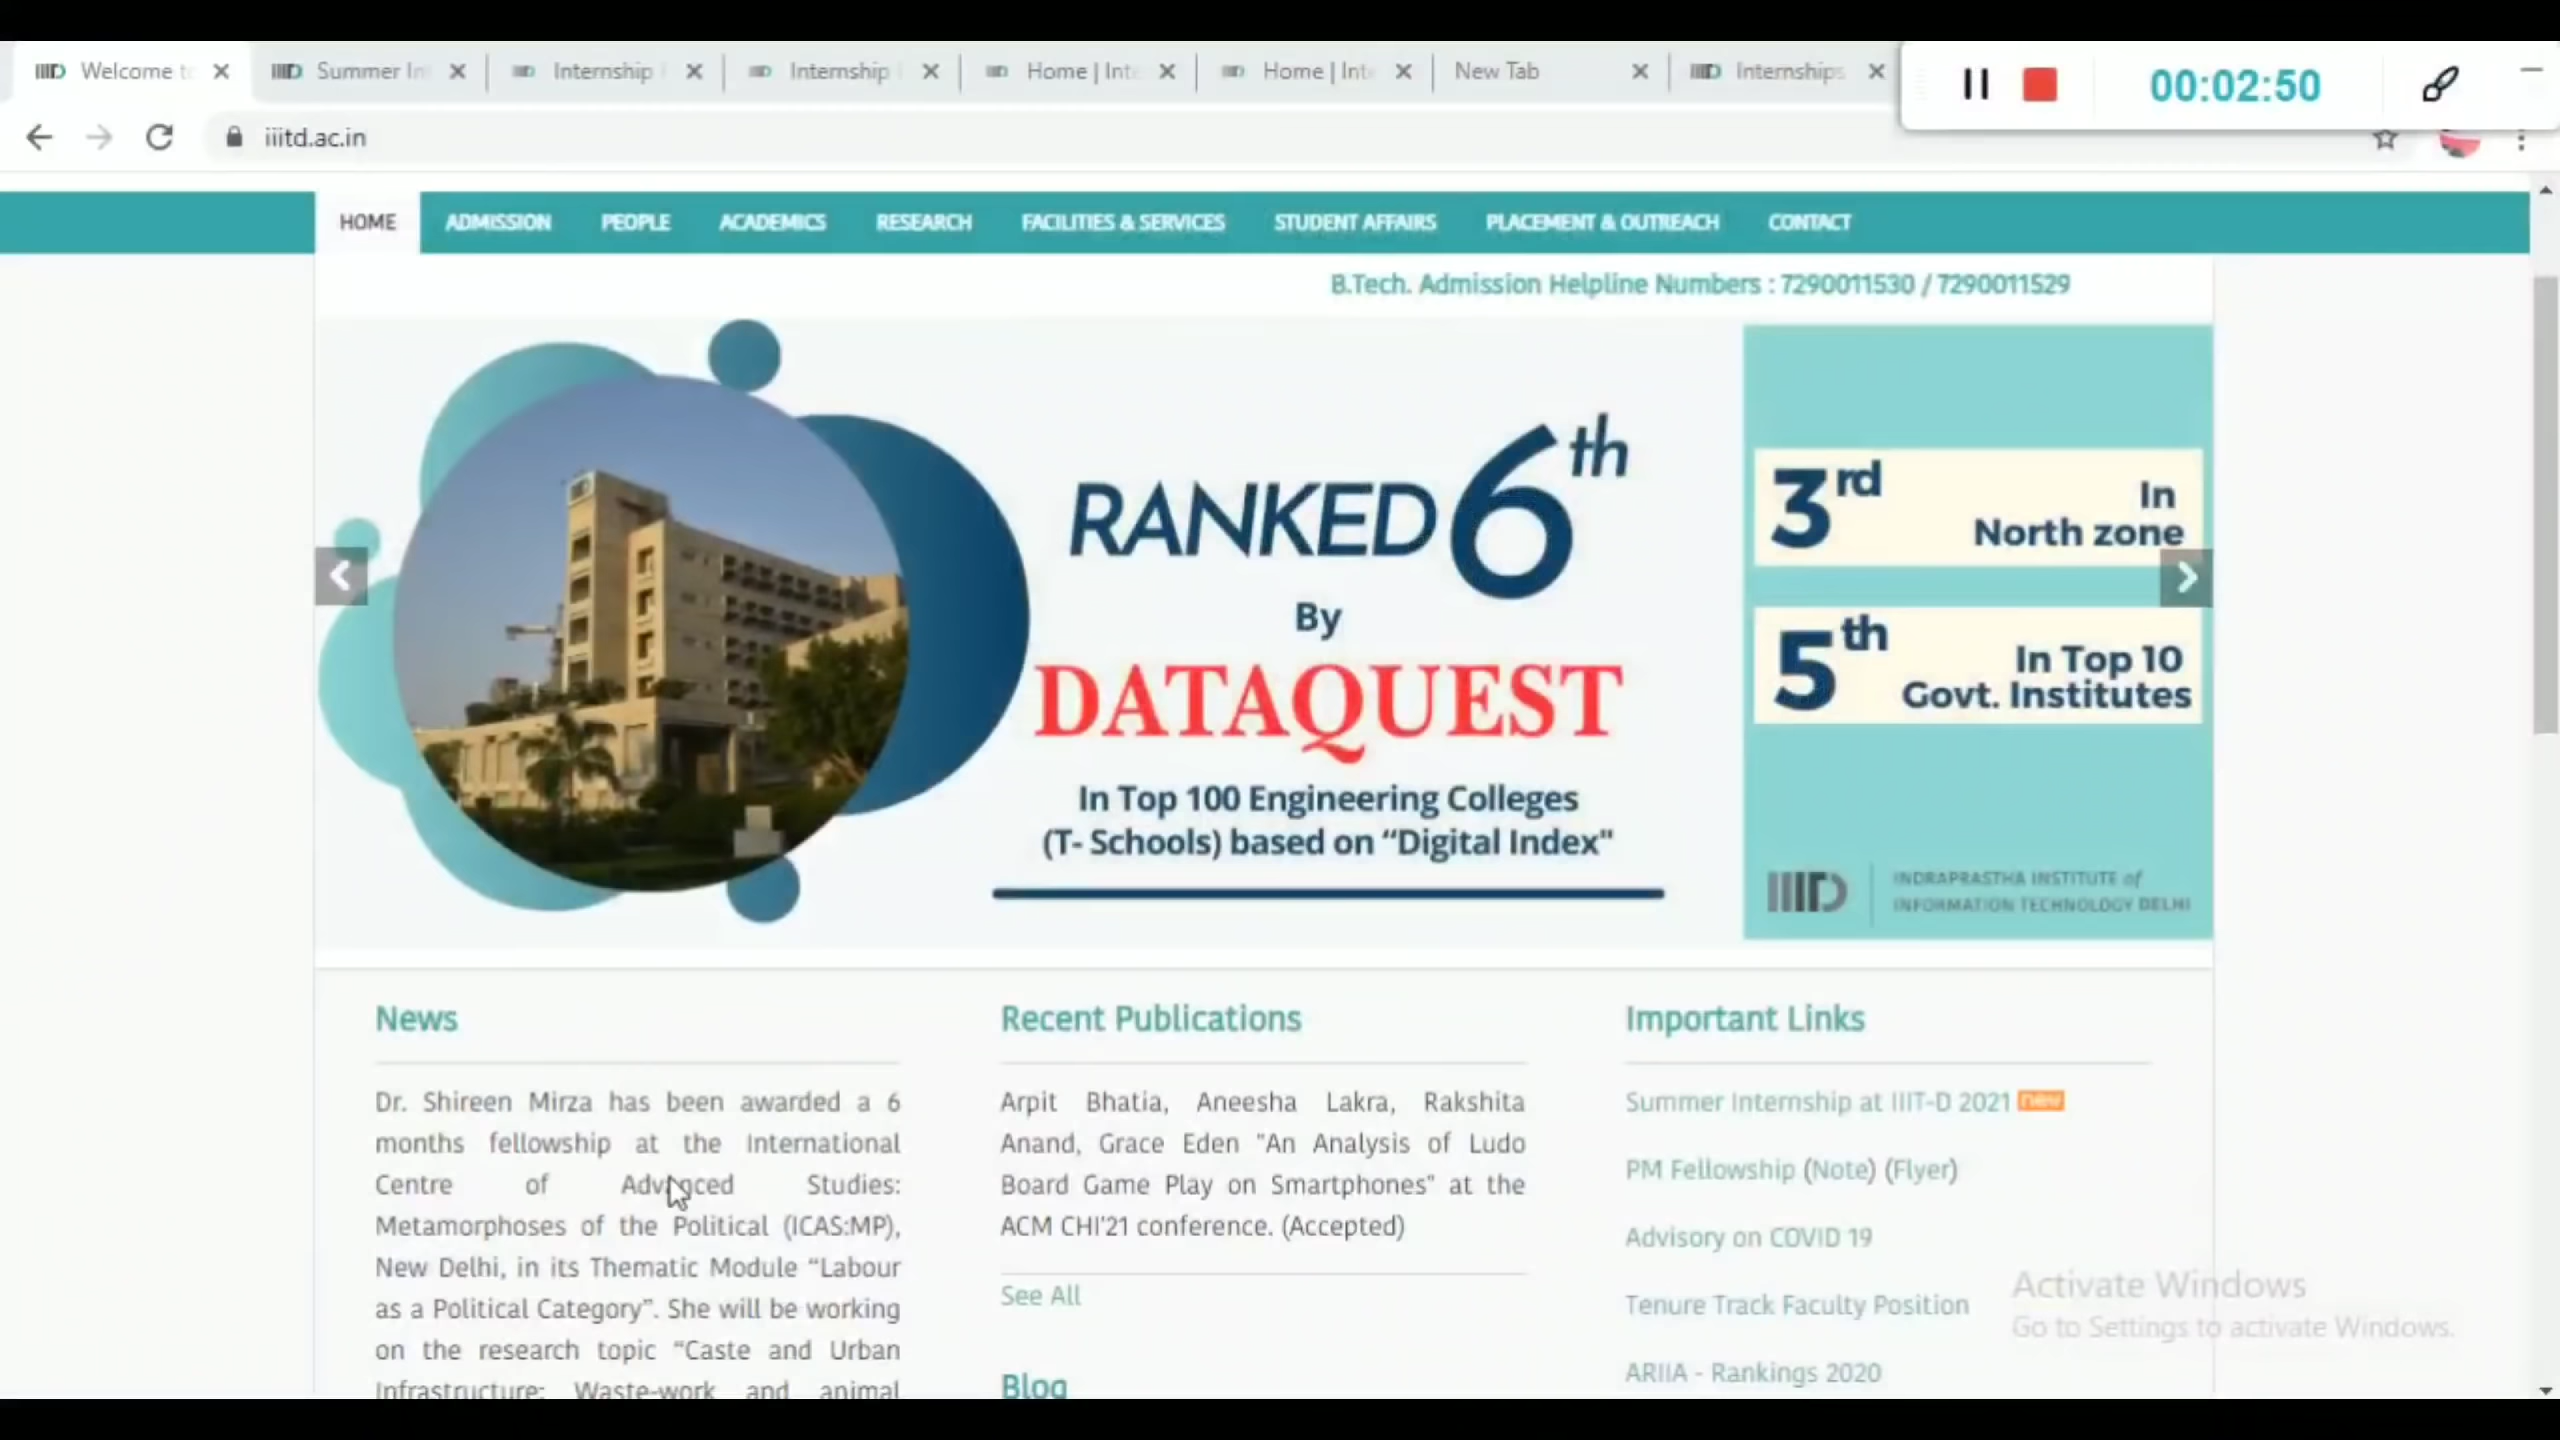 Welcome to
Summer In
Internship
Internship
Home | Int
Home | Int
New Tab
Internships
00:02:50
iiitd.ac.in
HOME
ADMISSION
PEOPLE
ACADEMICS
RESEARCH
FACILITIES & SERVICES
STUDENT AFFAIRS
PLACEMENT & OUTREACH
CONTACT
B.Tech. Admission Helpline Numbers : 7290011530 / 7290011529
RANKED 6th
By
DATAQUEST
In Top 100 Engineering Colleges
(T- Schools) based on “Digital Index"
3rd In
North zone
5th In Top 10
Govt. Institutes
IIITD
INDRAPRASTHA INSTITUTE of
INFORMATION TECHNOLOGY DELHI
News
Dr. Shireen Mirza has been awarded a 6
months fellowship at the International
Centre of Advanced Studies:
Metamorphoses of the Political (ICAS:MP),
New Delhi, in its Thematic Module “Labour
as a Political Category”. She will be working
on the research topic “Caste and Urban
Infrastructure: Waste-work and animal
Recent Publications
Arpit Bhatia, Aneesha Lakra, Rakshita
Anand, Grace Eden "An Analysis of Ludo
Board Game Play on Smartphones" at the
ACM CHI'21 conference. (Accepted)
See All
Blog
Important Links
Summer Internship at IIIT-D 2021 new
PM Fellowship (Note) (Flyer)
Advisory on COVID 19
Tenure Track Faculty Position
ARIIA - Rankings 2020
Activate Windows
Go to Settings to activate Windows.